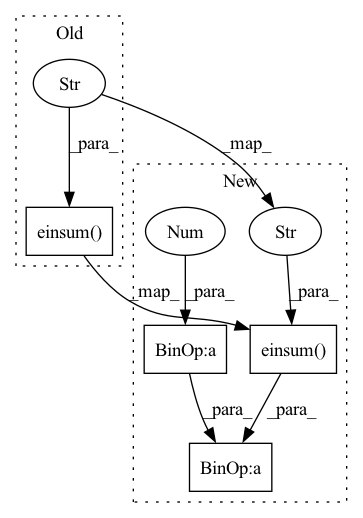 Old
Str
_para_
_map_
New
einsum()
Num
Str
_map_
_para_
_para_
BinOp:a
einsum()
_para_
_para_
BinOp:a